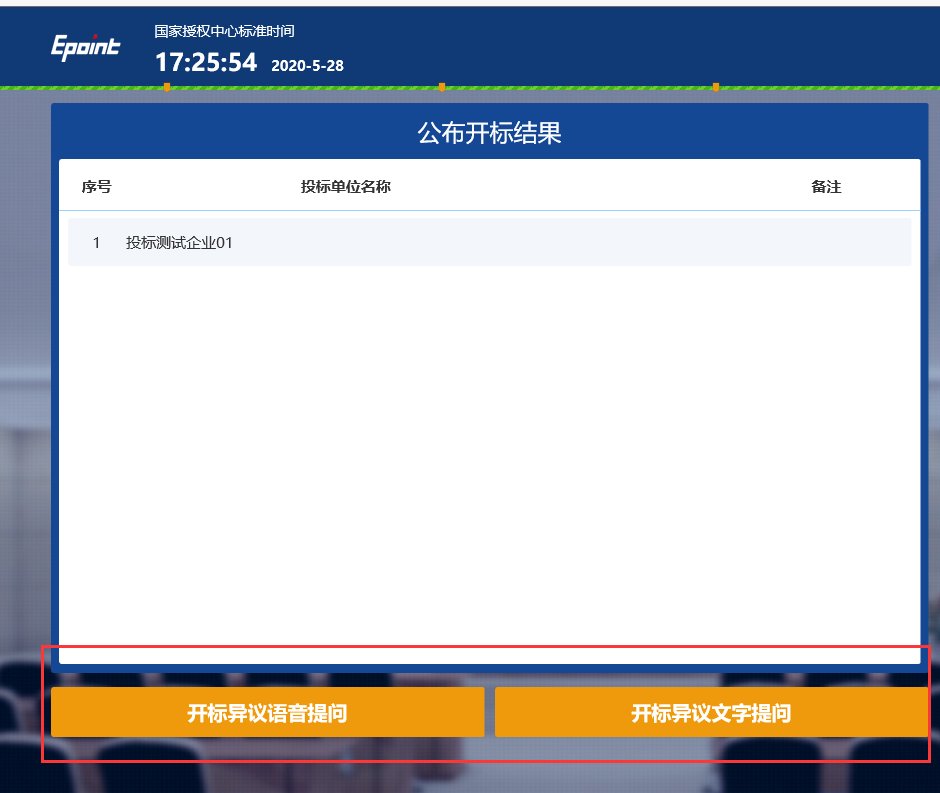 Epoint
国家授权中心标准时间
17:25:54 2020-5-28
公布开标结果
序号 投标单位名称 备注
1 投标测试企业01
开标异议语音提问 开标异议文字提问